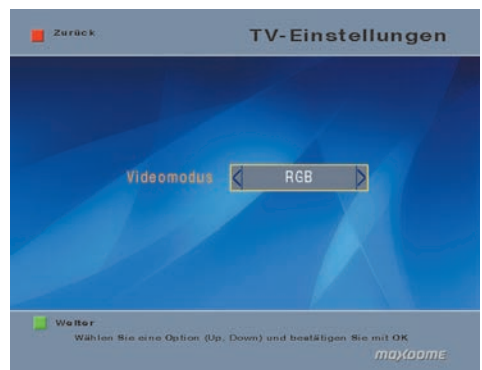 Zurück
TV-Einstellungen
Videomodus
RGB
Weiter
Wählen Sie eine Option (Up, Down) und bestätigen Sie mit OK
maxdome